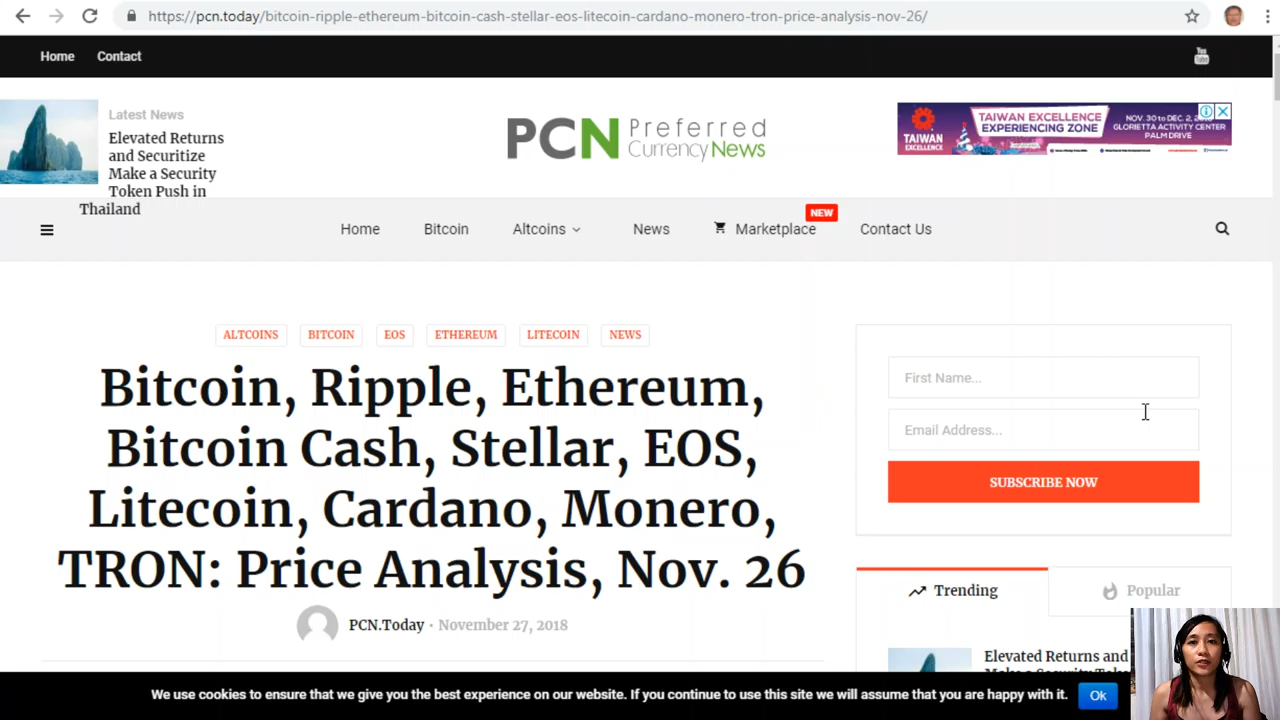 https://pcn.today/bitcoin-ripple-ethereum-bitcoin-cash-stellar-eos-litecoin-cardano-monero-tron-price-analysis-nov-26/
Home Contact
You Tube
Latest News
Elevated Returns
and Securitize
Make a Security
Token Push in
Thailand
PCN Preferred
Currency News
TAIWAN EXCELLENCE
TAIWAN EXCELLENCE
EXPERIENCING ZONE
NOV. 30 to DEC. 2,
GLORIETTA ACTIVITY CENTER
PALM DRIVE
Home Bitcoin Altcoins News Marketplace NEW Contact Us
ALTCOINS BITCOIN EOS ETHEREUM LITECOIN NEWS
Bitcoin, Ripple, Ethereum,
Bitcoin Cash, Stellar, EOS,
Litecoin, Cardano, Monero,
TRON: Price Analysis, Nov. 26
PCN.Today · November 27, 2018
First Name...
Email Address...
SUBSCRIBE NOW
Trending Popular
Elevated Returns and
We use cookies to ensure that we give you the best experience on our website. If you continue to use this site we will assume that you are happy with it. Ok